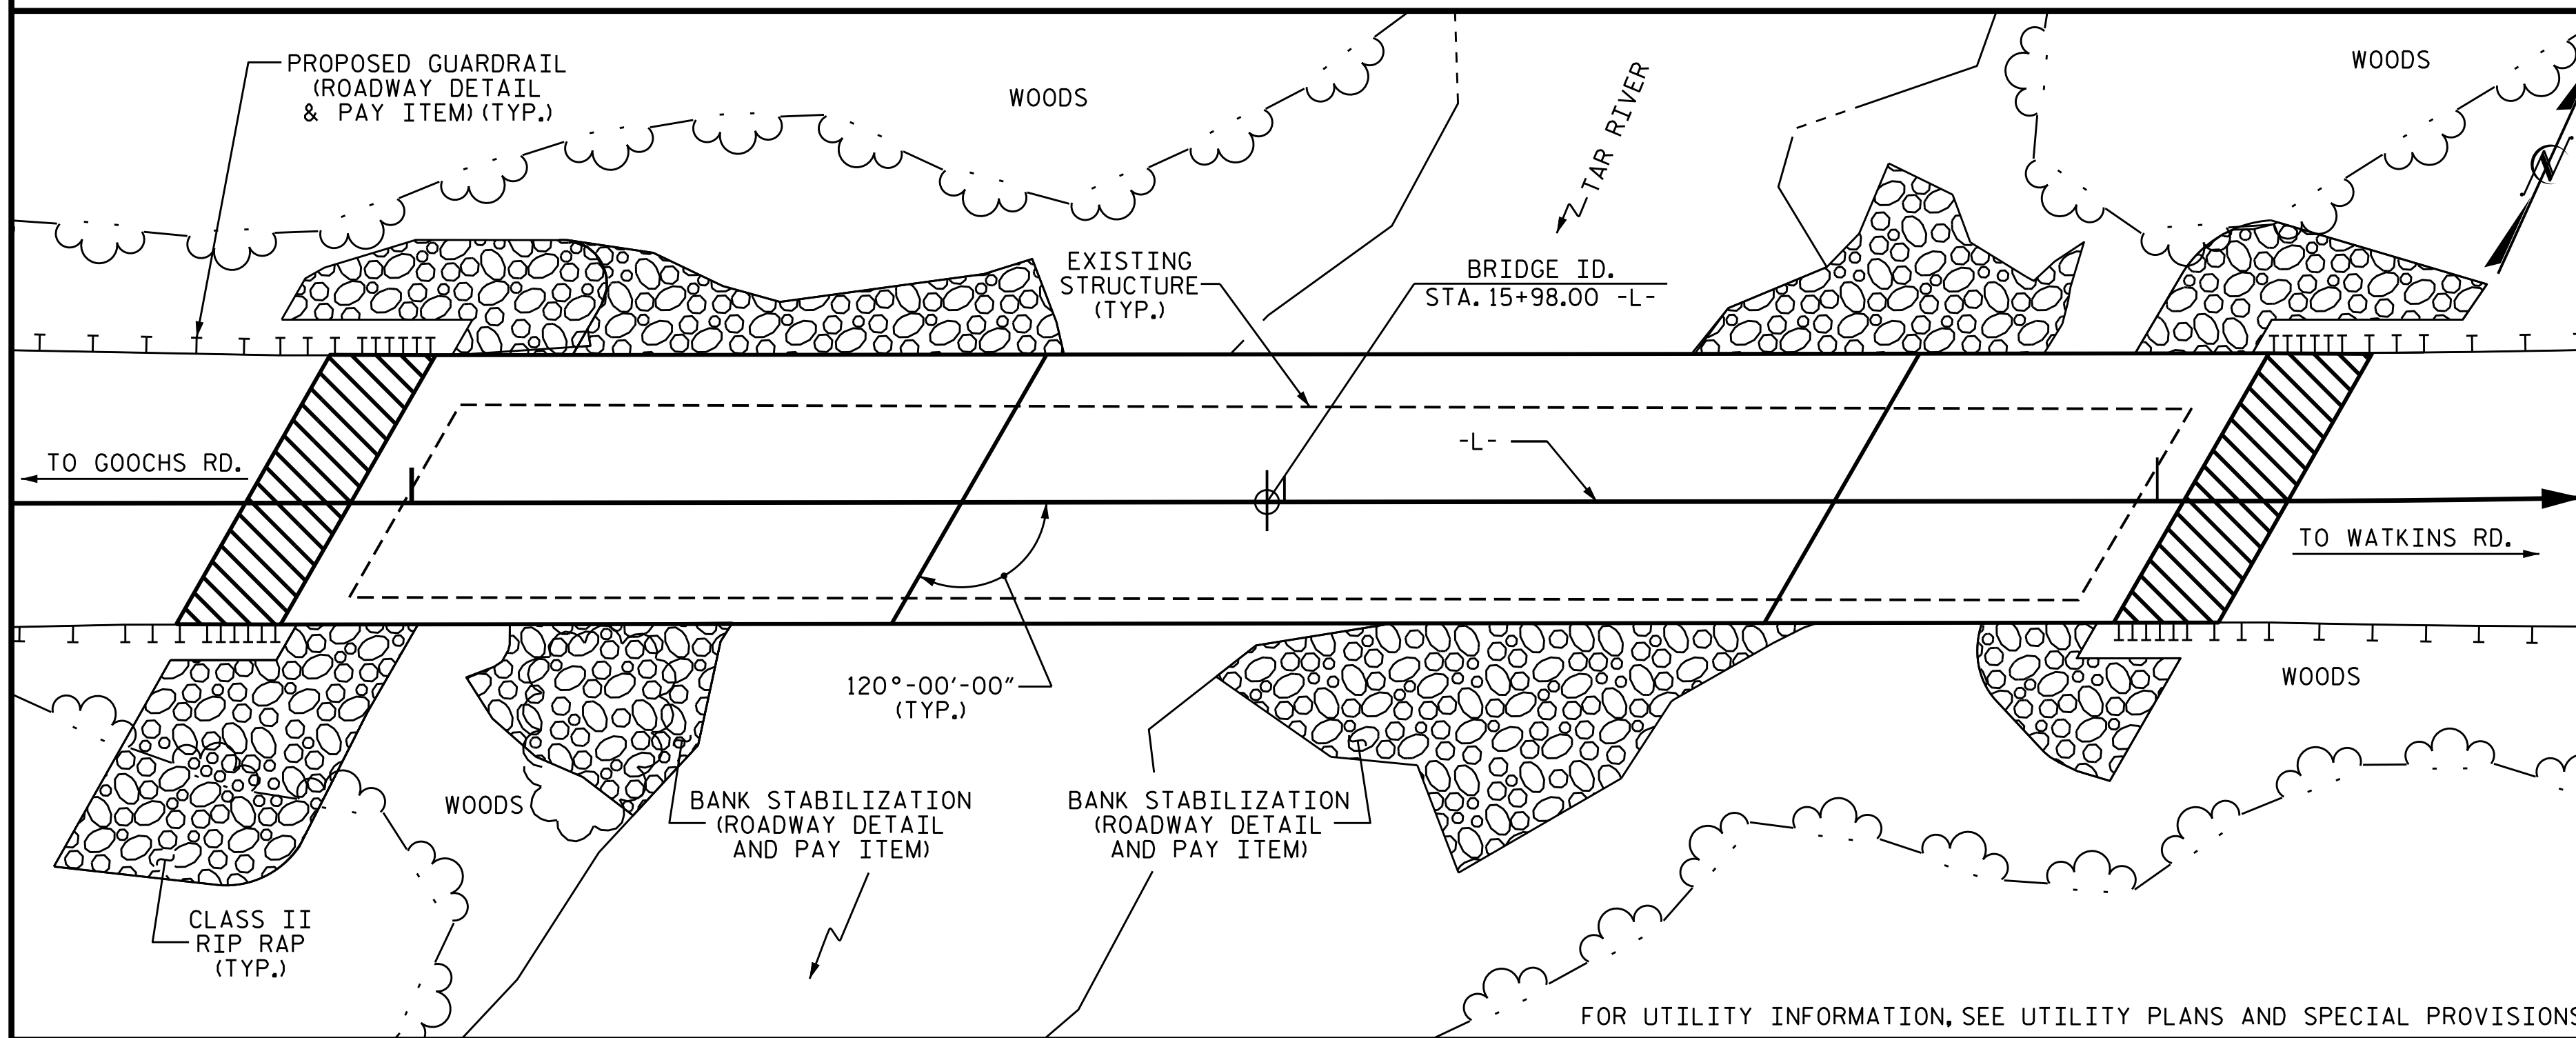 PROPOSED GUARDRAIL
(ROADWAY DETAIL
& PAY ITEM) (TYP.)
WOODS
TAR RIVER
WOODS
N
EXISTING
STRUCTURE
(TYP.)
BRIDGE ID.
STA. 15+98.00 -L-
-L-
TO GOOCHS RD.
TO WATKINS RD.
120°-00'-00"
(TYP.)
WOODS
WOODS
BANK STABILIZATION
(ROADWAY DETAIL
AND PAY ITEM)
BANK STABILIZATION
(ROADWAY DETAIL
AND PAY ITEM)
CLASS II
RIP RAP
(TYP.)
FOR UTILITY INFORMATION, SEE UTILITY PLANS AND SPECIAL PROVISIONS